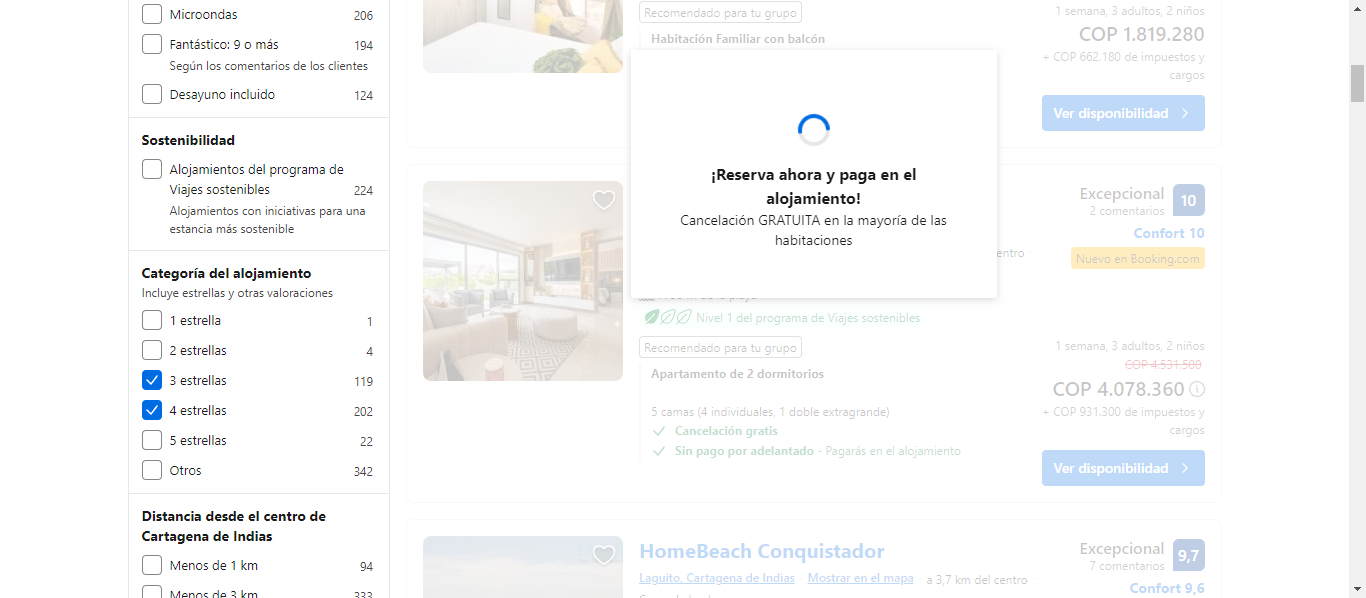 Microondas 206
Fantástico: 9 o más 194
Según los comentarios de los clientes
Desayuno incluido 124
Sostenibilidad
Alojamientos del programa de
Viajes sostenibles 224
Alojamientos con iniciativas para una
estancia más sostenible
Categoría del alojamiento
Incluye estrellas y otras valoraciones
1 estrella 1
2 estrellas 4
3 estrellas 119
4 estrellas 202
5 estrellas 22
Otros 342
Distancia desde el centro de
Cartagena de Indias
Menos de 1 km 94
Menos de 3 km 333
Recomendado para tu grupo
Habitación Familiar con balcón
1 semana, 3 adultos, 2 niños
COP 1.819.280
+ COP 662.180 de impuestos y
cargos
Ver disponibilidad
¡Reserva ahora y paga en el
alojamiento!
Cancelación GRATUITA en la mayoría de las
habitaciones
Excepcional 10
2 comentarios
Confort 10
entro
Nuevo en Booking.com
Nivel 1 del programa de Viajes sostenibles
Recomendado para tu grupo
Apartamento de 2 dormitorios
5 camas (4 individuales, 1 doble extragrande)
Cancelación gratis
Sin pago por adelantado - Pagarás en el alojamiento
1 semana, 3 adultos, 2 niños
COP 4.531.500
COP 4.078.360
+ COP 931.300 de impuestos y
cargos
Ver disponibilidad
HomeBeach Conquistador
Laguito, Cartagena de Indias Mostrar en el mapa a 3,7 km del centro
Excepcional 9,7
7 comentarios
Confort 9,6